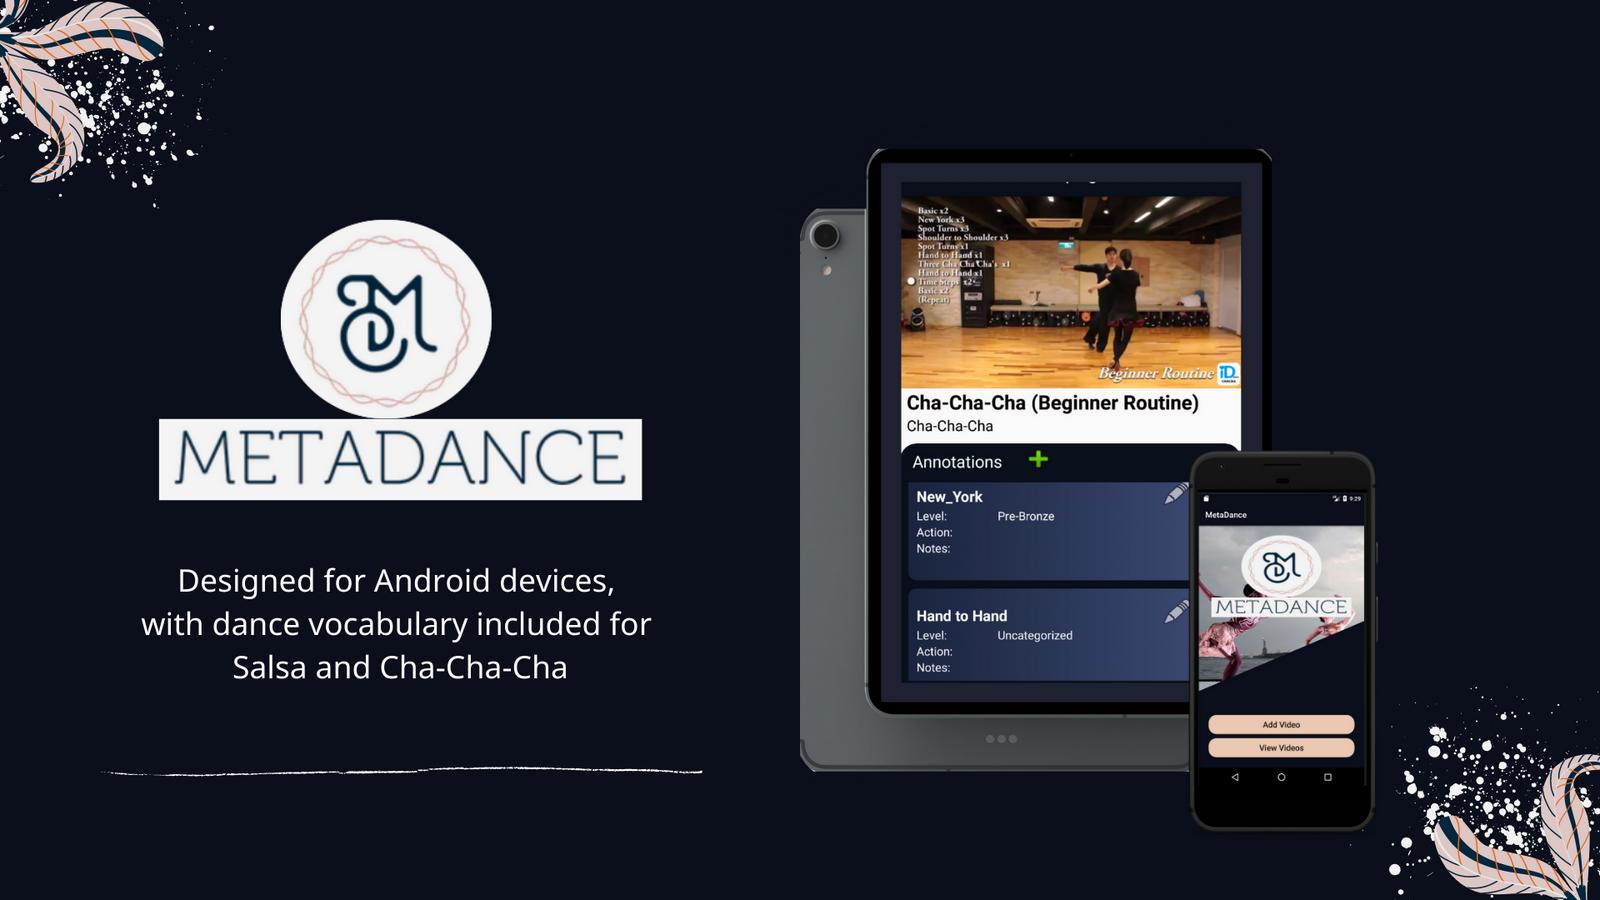 METADANCE
Designed for Android devices,
with dance vocabulary included for
Salsa and Cha-Cha-Cha
Basic x2
New York x3
Spot Turns x3
Shoulder to Shoulder x3
Spot Turns x1
Hand to Hand x1
Three Cha Cha Cha's x1
Hand to Hand x1
Time Steps x2
Basic x2
(Repeat)
Beginner Routine
Cha-Cha-Cha (Beginner Routine)
Cha-Cha-Cha
Annotations
New_York
Level: Pre-Bronze
Action:
Notes:
Hand to Hand
Level: Uncategorized
Action:
Notes:
9:29
MetaDance
METADANCE
Add Video
View Videos